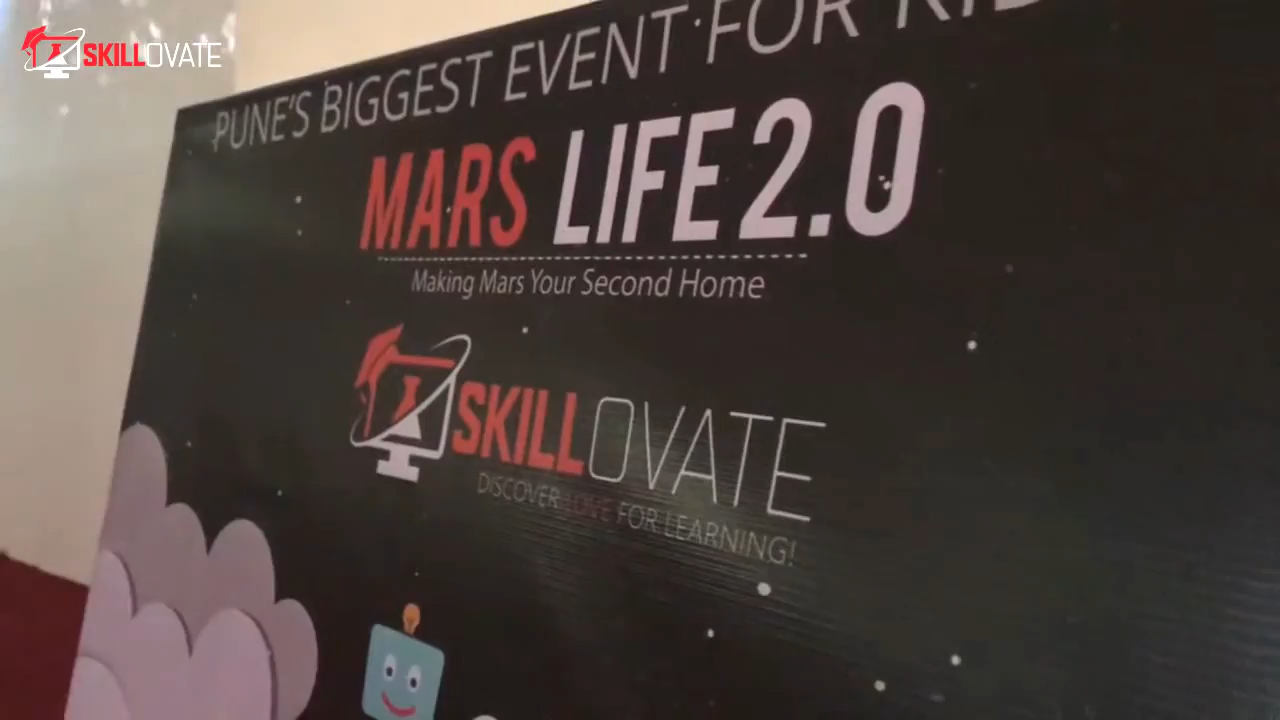 SKILLOVATE
PUNE'S BIGGEST EVENT FOR
MARS LIFE 2.0
Making Mars Your Second Home
SKILLOVATE
DISCOVER LOVE FOR LEARNING!